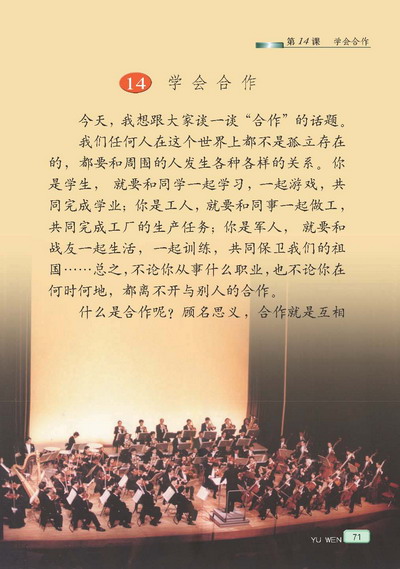 第14课 学会合作
14 学会合作
今天，我想跟大家谈一谈“合作”的话题。
我们任何人在这个世界上都不是孤立存在
的，都要和周围的人发生各种各样的关系。你
是学生， 就要和同学一起学习，一起游戏，共
同完成学业；你是工人，就要和同事一起做工，
共同完成工厂的生产任务；你是军人， 就要和
战友一起生活， 一起训练， 共同保卫我们的祖
国……总之，不论你从事什么职业，也不论你在
何时何地，都离不开与别人的合作。
什么是合作呢？顾名思义，合作就是互相
YU WEN 71